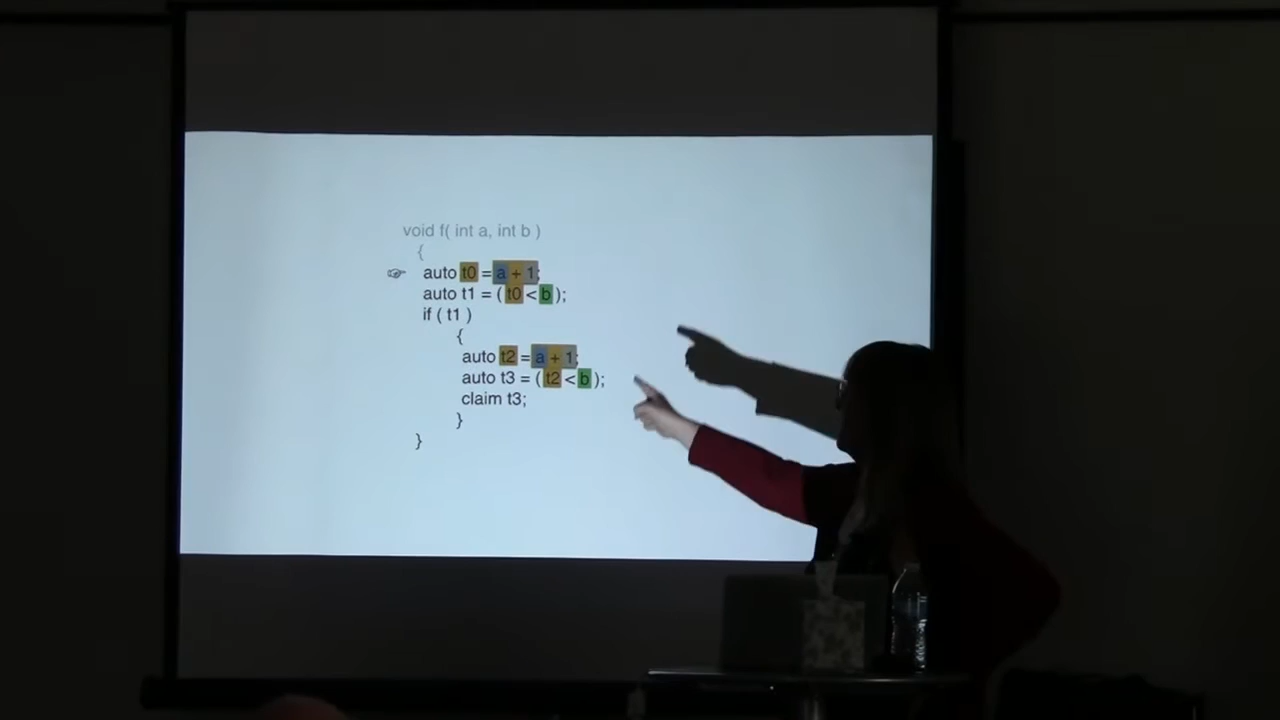 void f( int a, int b )
{
☞ auto t0 = a + 1;
auto t1 = ( t0 < b );
if ( t1 )
{
auto t2 = a + 1;
auto t3 = ( t2 < b );
claim t3;
}
}